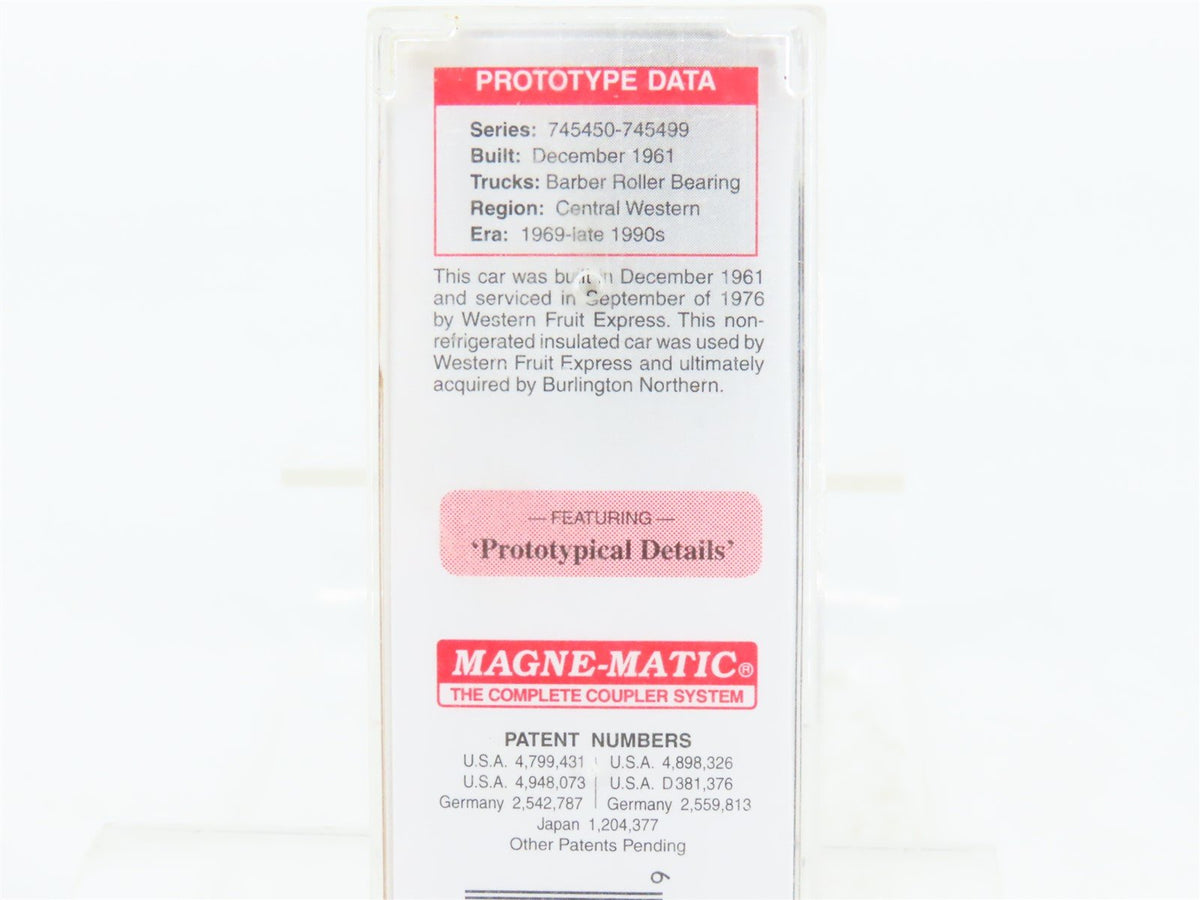 PROTOTYPE DATA
Series: 745450-745499
Built: December 1961
Trucks: Barber Roller Bearing
Region: Central Western
Era: 1969-late 1990s
This car was built in December 1961
and serviced in September of 1976
by Western Fruit Express. This non-
refrigerated insulated car was used by
Western Fruit Express and ultimately
acquired by Burlington Northern.
— FEATURING —
‘Prototypical Details’
MAGNE-MATIC®
THE COMPLETE COUPLER SYSTEM
PATENT NUMBERS
U.S.A. 4,799,431 | U.S.A. 4,898,326
U.S.A. 4,948,073 | U.S.A. D381,376
Germany 2,542,787 | Germany 2,559,813
Japan 1,204,377
Other Patents Pending
6